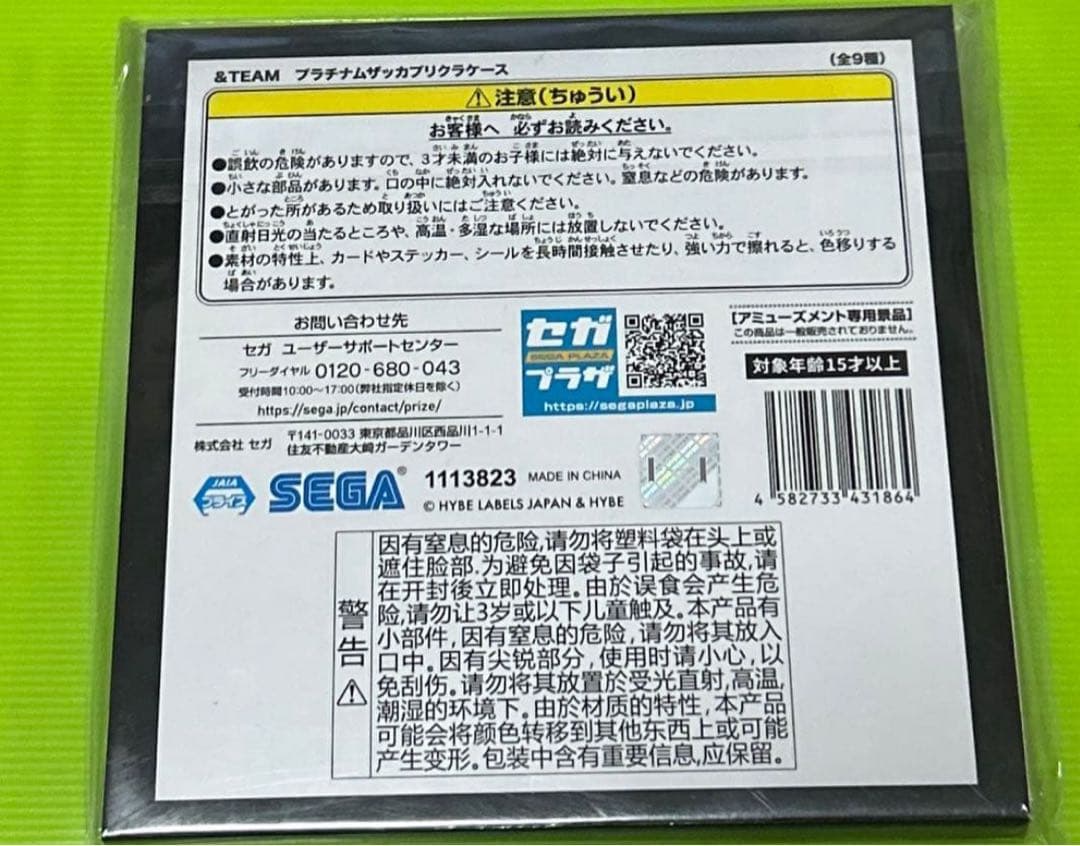 &TEAM プラチナムザッカプリクラケース
(全9種)
⚠注意(ちゅうい)
お客様へ 必ずお読みください。
●誤飲の危険がありますので、3才未満のお子様には絶対に与えないでください。
●小さな部品があります。口の中に絶対入れないでください。窒息などの危険があります。
●とがった所があるため取り扱いにはご注意ください。
●直射日光の当たるところや、高温・多湿な場所には放置しないでください。
●素材の特性上、カードやステッカー、シールを長時間接触させたり、強い力で擦れると、色移りする
場合があります。
お問い合わせ先
セガ ユーザーサポートセンター
フリーダイヤル 0120-680-043
受付時間10:00～17:00(弊社指定休日を除く)
https://sega.jp/contact/prize/
株式会社 セガ
〒141-0033 東京都品川区西品川1-1-1
住友不動産大崎ガーデンタワー
セガ
SEGA PLAZA
プラザ
https://segaplaza.jp
[アミューズメント専用景品]
この商品は一般販売されておりません。
対象年齢15才以上
4 582733 431864
JAIA
プライズ
SEGA®
1113823 MADE IN CHINA
© HYBE LABELS JAPAN & HYBE
警告⚠
因有窒息的危险,请勿将塑料袋在头上或
遮住脸部.为避免因袋子引起的事故,请
在开封後立即处理。由於误食会产生危
险,请勿让3岁或以下儿童触及。本产品有
小部件,因有窒息的危险,请勿将其放入
口中。因有尖锐部分,使用时请小心,以
免刮伤。请勿将其放置於受光直射,高温,
潮湿的环境下。由於材质的特性,本产品
可能会将颜色转移到其他东西上或可能
产生变形。包装中含有重要信息,应保留。